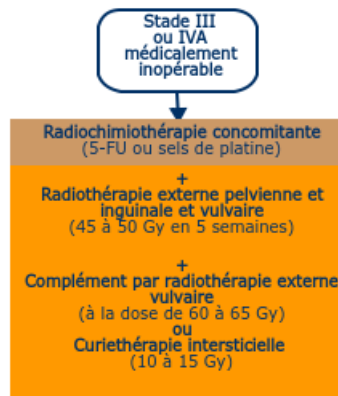 Stade III
ou IVA
médicalement
inopérable
Radiochimiothérapie concomitante
(5-FU ou sels de platine)
+
Radiothérapie externe pelvienne et
inguinale et vulvaire
(45 à 50 Gy en 5 semaines)
+
Complément par radiothérapie externe
vulvaire
(à la dose de 60 à 65 Gy)
ou
Curiethérapie intersticielle
(10 à 15 Gy)